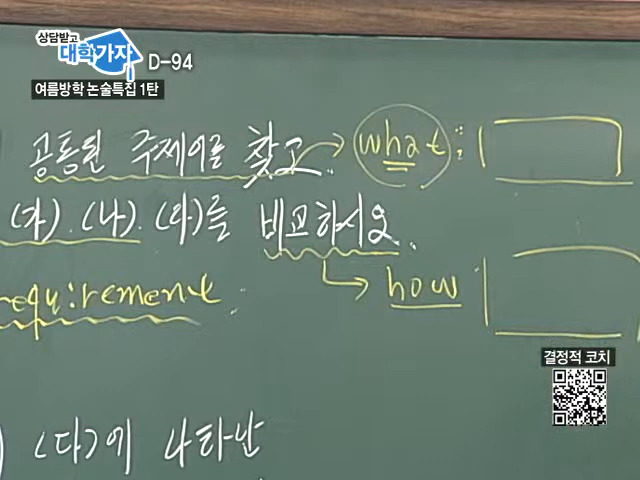 상담받고
대학가자
D-94
여름방학 논술특집 1탄
공통된 주제어를 찾고 → what :
(가). (나). (라)를 비교하시오.
requirement
how
결정적 코치
(다)에 나타난